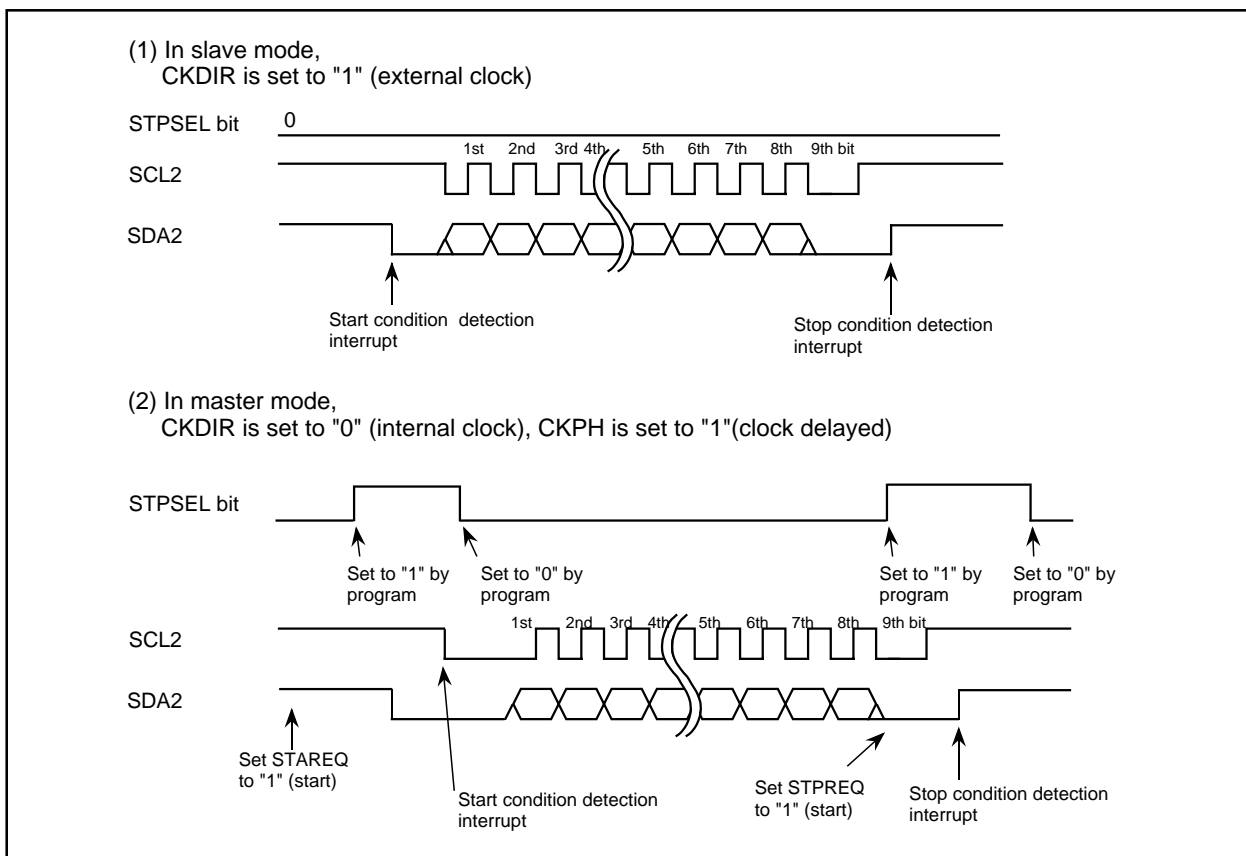 (1) In slave mode,
CKDIR is set to "1" (external clock)
STPSEL bit
0
1st 2nd 3rd 4th 5th 6th 7th 8th 9th bit
SCL2
SDA2
Start condition detection
interrupt
Stop condition detection
interrupt
(2) In master mode,
CKDIR is set to "0" (internal clock), CKPH is set to "1"(clock delayed)
STPSEL bit
Set to "1" by
program
Set to "0" by
program
Set to "1" by
program
Set to "0" by
program
1st 2nd 3rd 4th 5th 6th 7th 8th 9th bit
SCL2
SDA2
Set STAREQ
to "1" (start)
Start condition detection
interrupt
Set STPREQ
to "1" (start)
Stop condition detection
interrupt